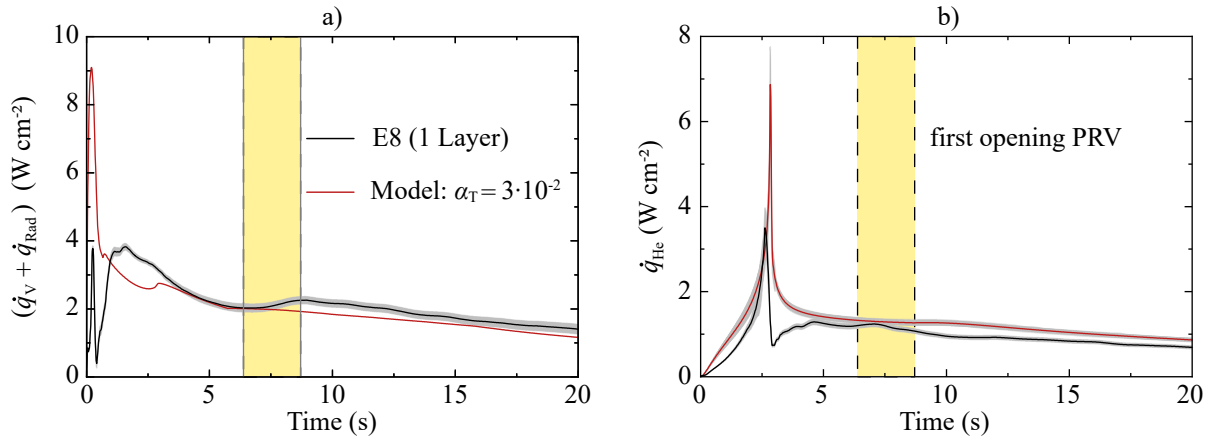 a)
10
8
6
4
2
0
(q̇V + q̇Rad) (W cm⁻²)
E8 (1 Layer)
Model: αT = 3·10⁻²
0 5 10 15 20
Time (s)
b)
8
6
4
2
0
q̇He (W cm⁻²)
first opening PRV
0 5 10 15 20
Time (s)